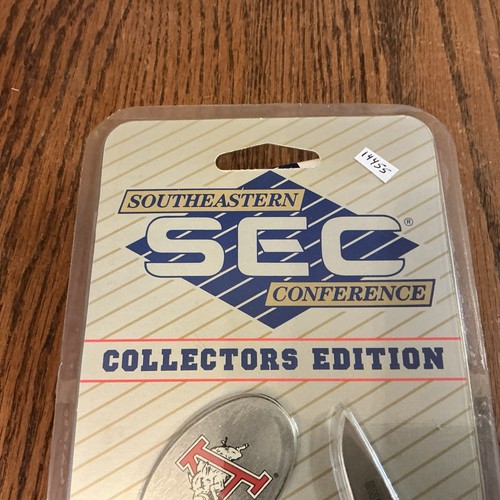 14455
SOUTHEASTERN
SEC®
CONFERENCE
COLLECTORS EDITION
A